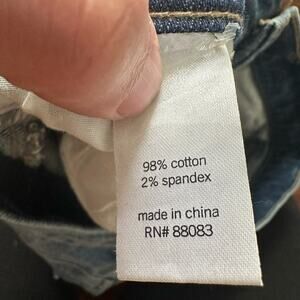 98% cotton
2% spandex
made in china
RN# 88083